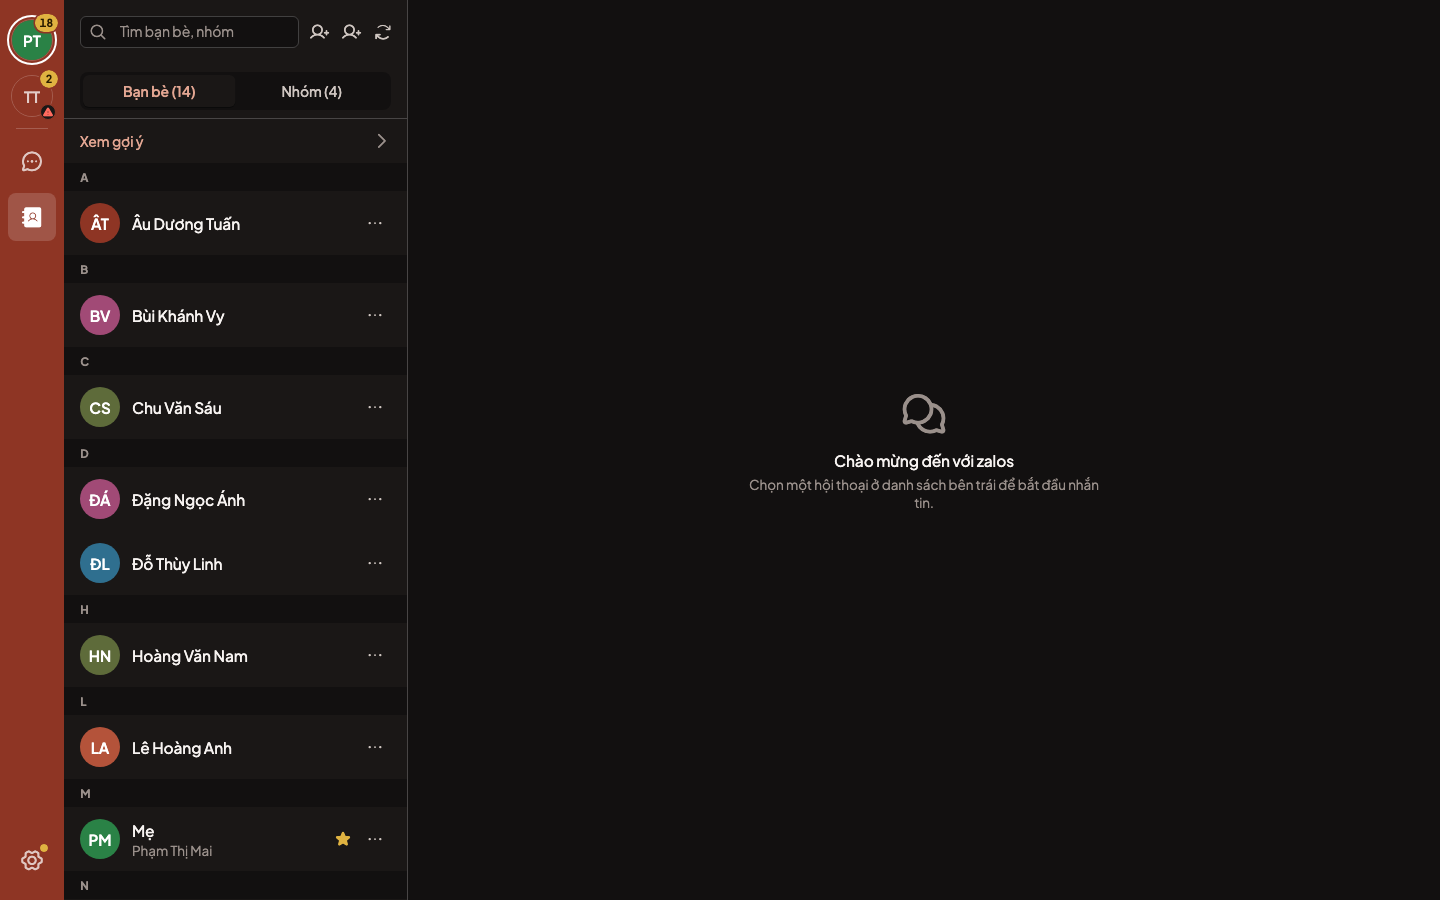 PT
18
TT
2
Tìm bạn bè, nhóm
Bạn bè (14)
Nhóm (4)
Xem gợi ý
A
ÂT
Âu Dương Tuấn
B
BV
Bùi Khánh Vy
C
CS
Chu Văn Sáu
D
ĐÁ
Đặng Ngọc Ánh
ĐL
Đỗ Thùy Linh
H
HN
Hoàng Văn Nam
L
LA
Lê Hoàng Anh
M
PM
Mẹ
Phạm Thị Mai
N
Chào mừng đến với zalos
Chọn một hội thoại ở danh sách bên trái để bắt đầu nhắn
tin.